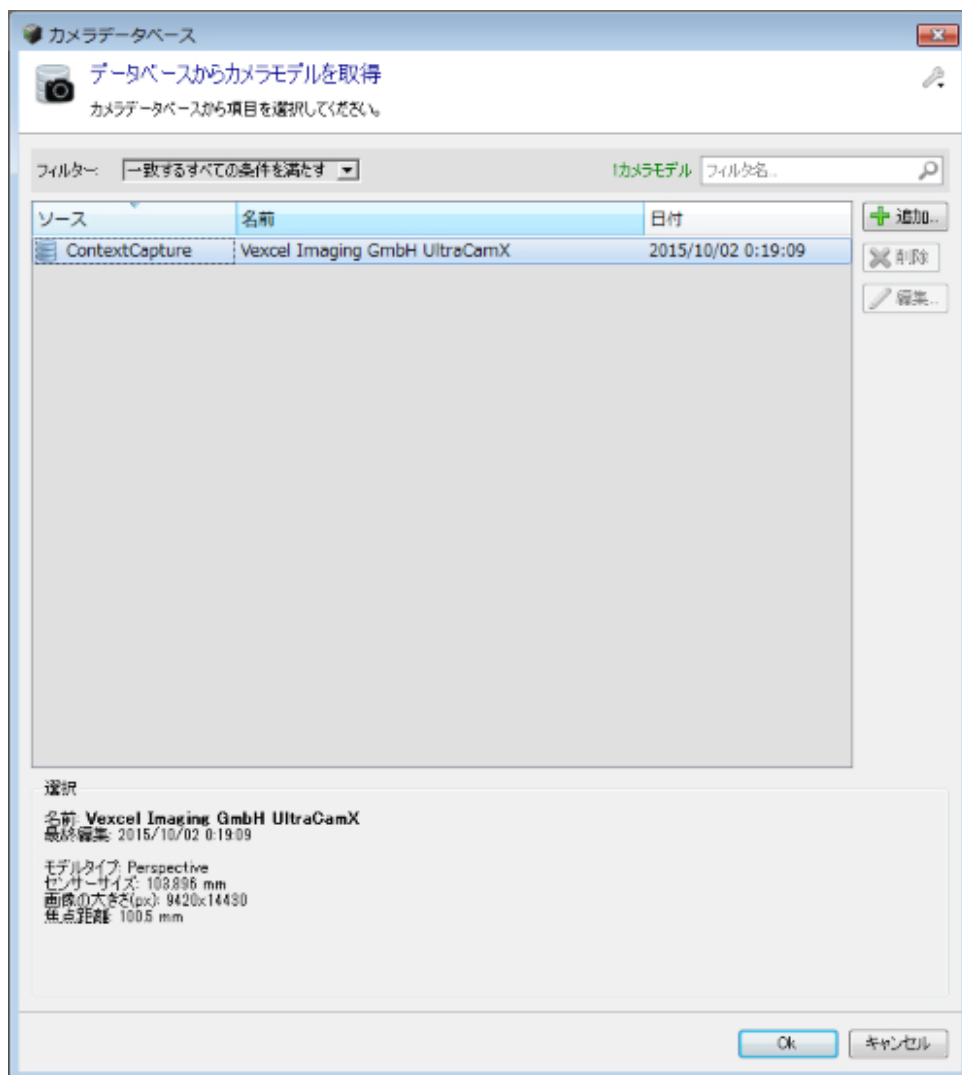 カメラデータベース
データベースからカメラモデルを取得
カメラデータベースから項目を選択してください。
フィルター: 一致するすべての条件を満たす 1カメラモデル フィルタ名...
ソース 名前 日付 追加...
ContextCapture Vexcel Imaging GmbH UltraCamX 2015/10/02 0:19:09
削除
編集...
選択
名前: Vexcel Imaging GmbH UltraCamX
最終編集: 2015/10/02 0:19:09
モデルタイプ: Perspective
センサーサイズ: 103.896 mm
画像の大きさ(px): 9420x14430
焦点距離: 100.5 mm
Ok キャンセル